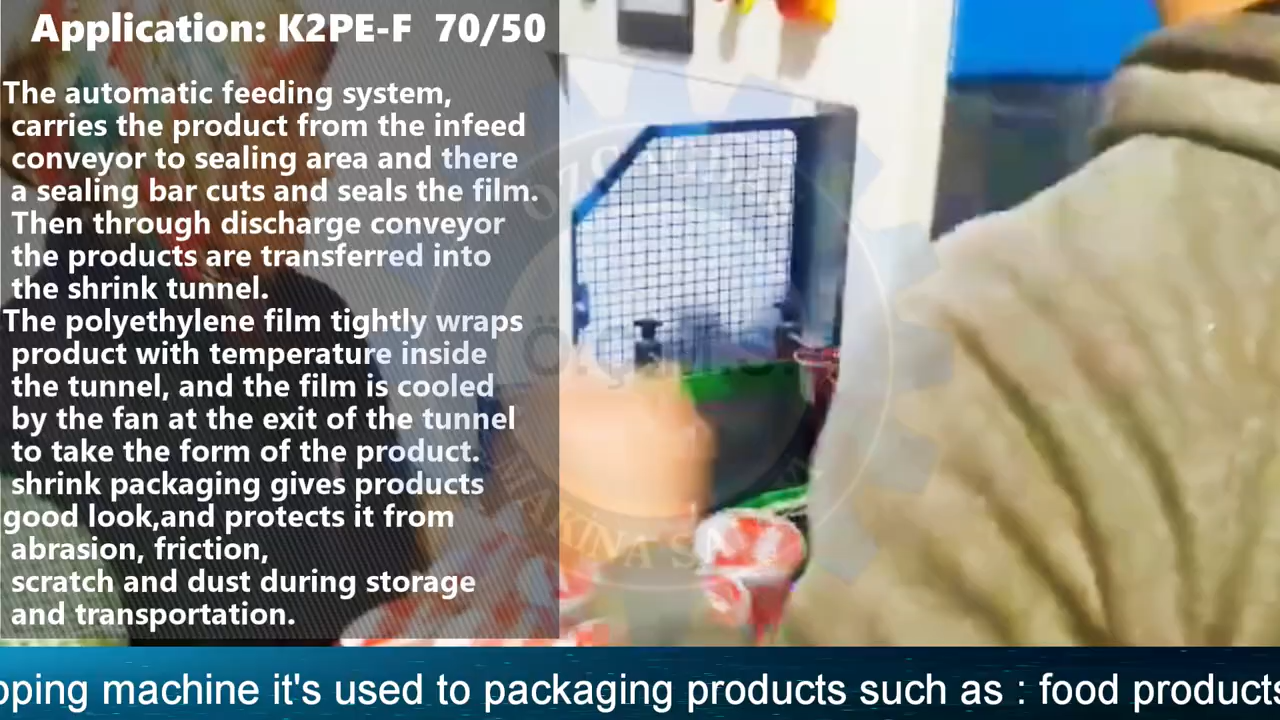 Application: K2PE-F 70/50
The automatic feeding system,
carries the product from the infeed
conveyor to sealing area and there
a sealing bar cuts and seals the film.
Then through discharge conveyor
the products are transferred into
the shrink tunnel.
The polyethylene film tightly wraps
product with temperature inside
the tunnel, and the film is cooled
by the fan at the exit of the tunnel
to take the form of the product.
shrink packaging gives products
good look,and protects it from
abrasion, friction,
scratch and dust during storage
and transportation.
pping machine it's used to packaging products such as : food products